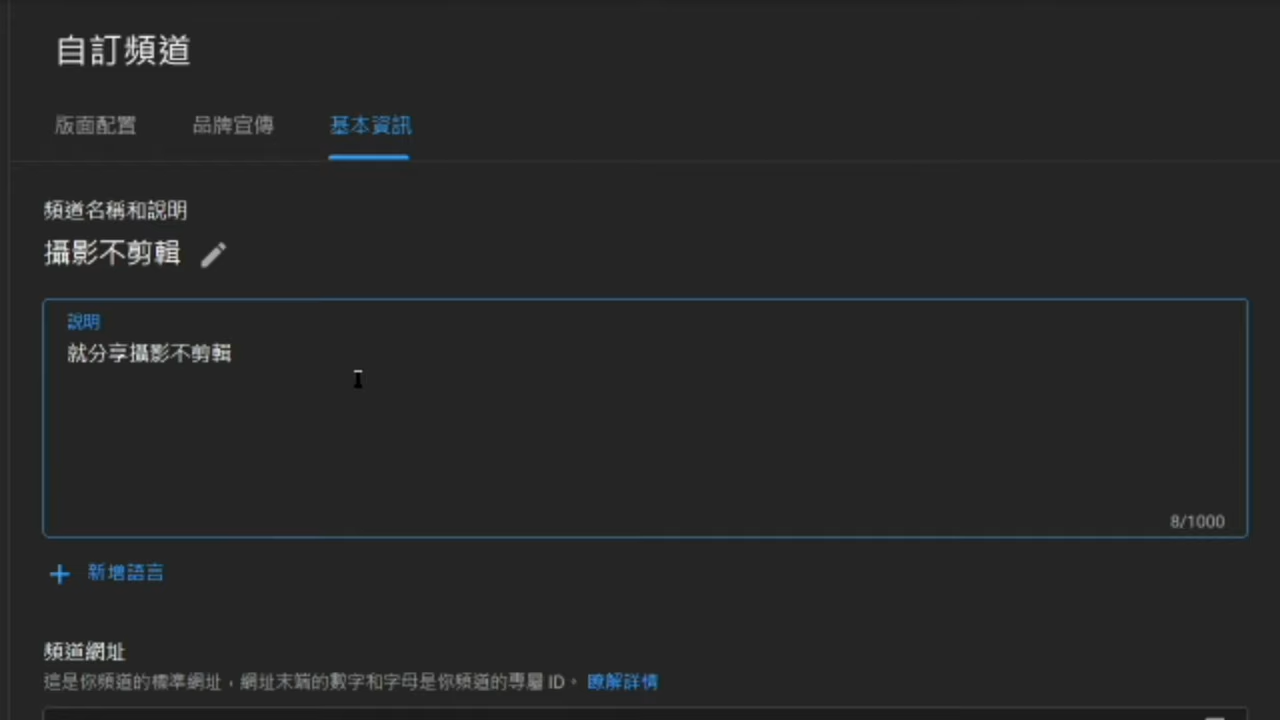 自訂頻道
版面配置 品牌宣傳 基本資訊
頻道名稱和說明
攝影不剪輯
說明
就分享攝影不剪輯
8/1000
新增語言
頻道網址
這是你頻道的標準網址，網址末端的數字和字母是你頻道的專屬 ID。 瞭解詳情